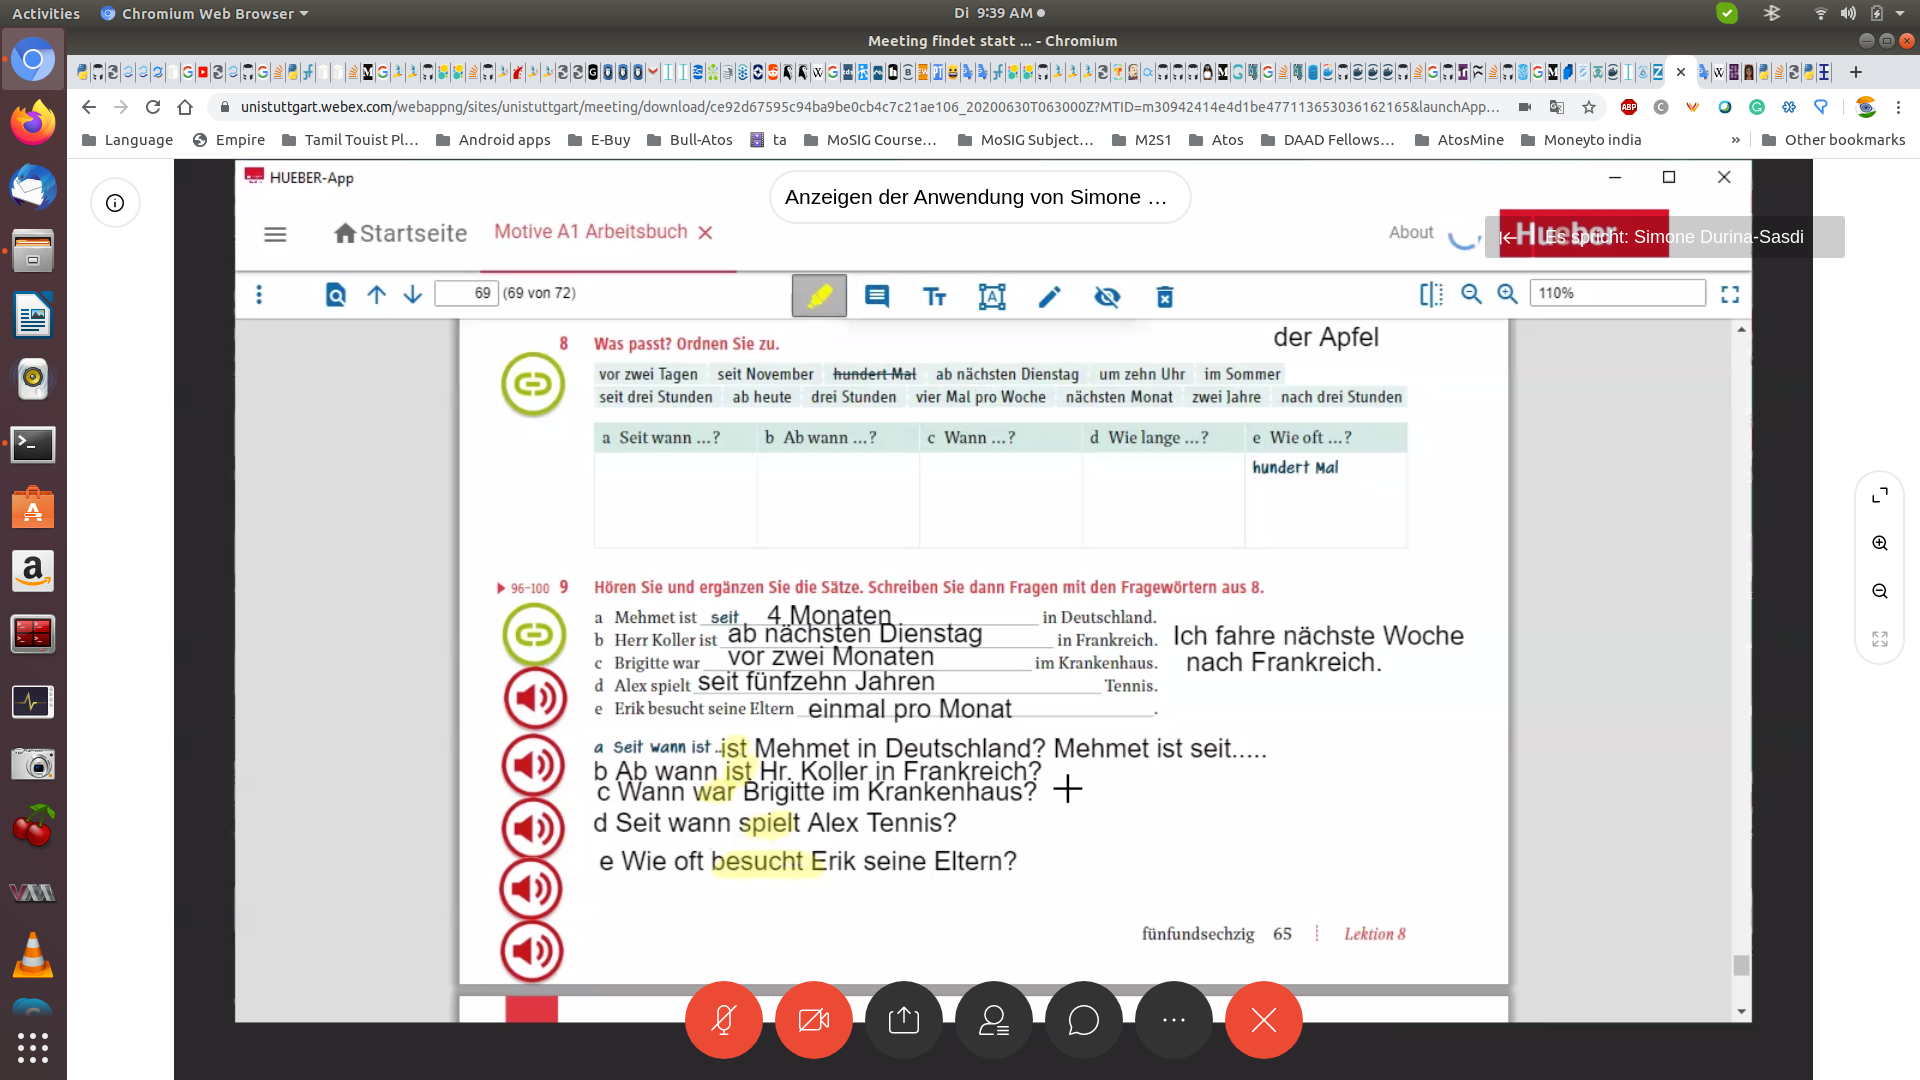 Activities Chromium Web Browser Di 9:39 AM
Meeting findet statt ... - Chromium
unistuttgart.webex.com/webappng/sites/unistuttgart/meeting/download/ce92d67595c94ba9be0cb4c7c21ae106_20200630T063000Z?MTID=m30942414e4d1be477113653036162165&launchApp...
Language Empire Tamil Touist Pl... Android apps E-Buy Bull-Atos ta MoSIG Course... MoSIG Subject... M2S1 Atos DAAD Fellows... AtosMine Moneyto india » Other bookmarks
HUEBER-App
Anzeigen der Anwendung von Simone ...
Startseite Motive A1 Arbeitsbuch About Hueber
Es spricht: Simone Durina-Sasdi
69 (69 von 72) 110%
der Apfel
8 Was passt? Ordnen Sie zu.
vor zwei Tagen seit November hundert Mal ab nächsten Dienstag um zehn Uhr im Sommer
seit drei Stunden ab heute drei Stunden vier Mal pro Woche nächsten Monat zwei Jahre nach drei Stunden
a Seit wann ...? b Ab wann ...? c Wann ...? d Wie lange ...? e Wie oft ...?
hundert Mal
96-100 9 Hören Sie und ergänzen Sie die Sätze. Schreiben Sie dann Fragen mit den Fragewörtern aus 8.
a Mehmet ist seit 4 Monaten in Deutschland.
b Herr Koller ist ab nächsten Dienstag in Frankreich.
c Brigitte war vor zwei Monaten im Krankenhaus.
d Alex spielt seit fünfzehn Jahren Tennis.
e Erik besucht seine Eltern einmal pro Monat.
Ich fahre nächste Woche
nach Frankreich.
a Seit wann ist ..ist Mehmet in Deutschland? Mehmet ist seit.....
b Ab wann ist Hr. Koller in Frankreich?
c Wann war Brigitte im Krankenhaus?
d Seit wann spielt Alex Tennis?
e Wie oft besucht Erik seine Eltern?
fünfundsechzig 65 Lektion 8